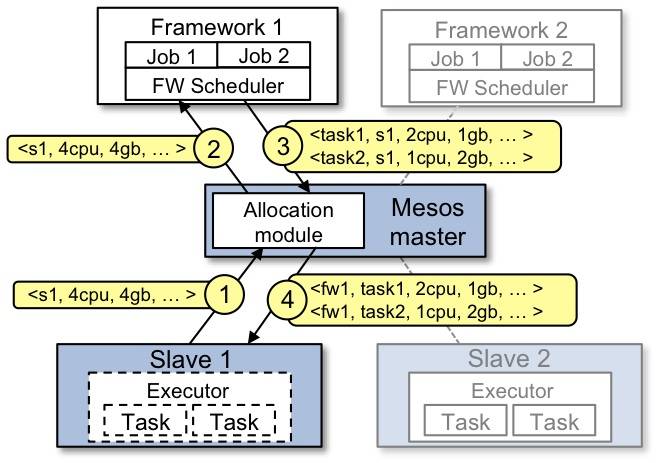 Framework 1
Job 1 Job 2
FW Scheduler
Framework 2
Job 1 Job 2
FW Scheduler
<s1, 4cpu, 4gb, … >
2
3
<task1, s1, 2cpu, 1gb, … >
<task2, s1, 1cpu, 2gb, … >
Allocation
module
Mesos
master
<s1, 4cpu, 4gb, … >
1
4
<fw1, task1, 2cpu, 1gb, … >
<fw1, task2, 1cpu, 2gb, … >
Slave 1
Executor
Task Task
Slave 2
Executor
Task Task